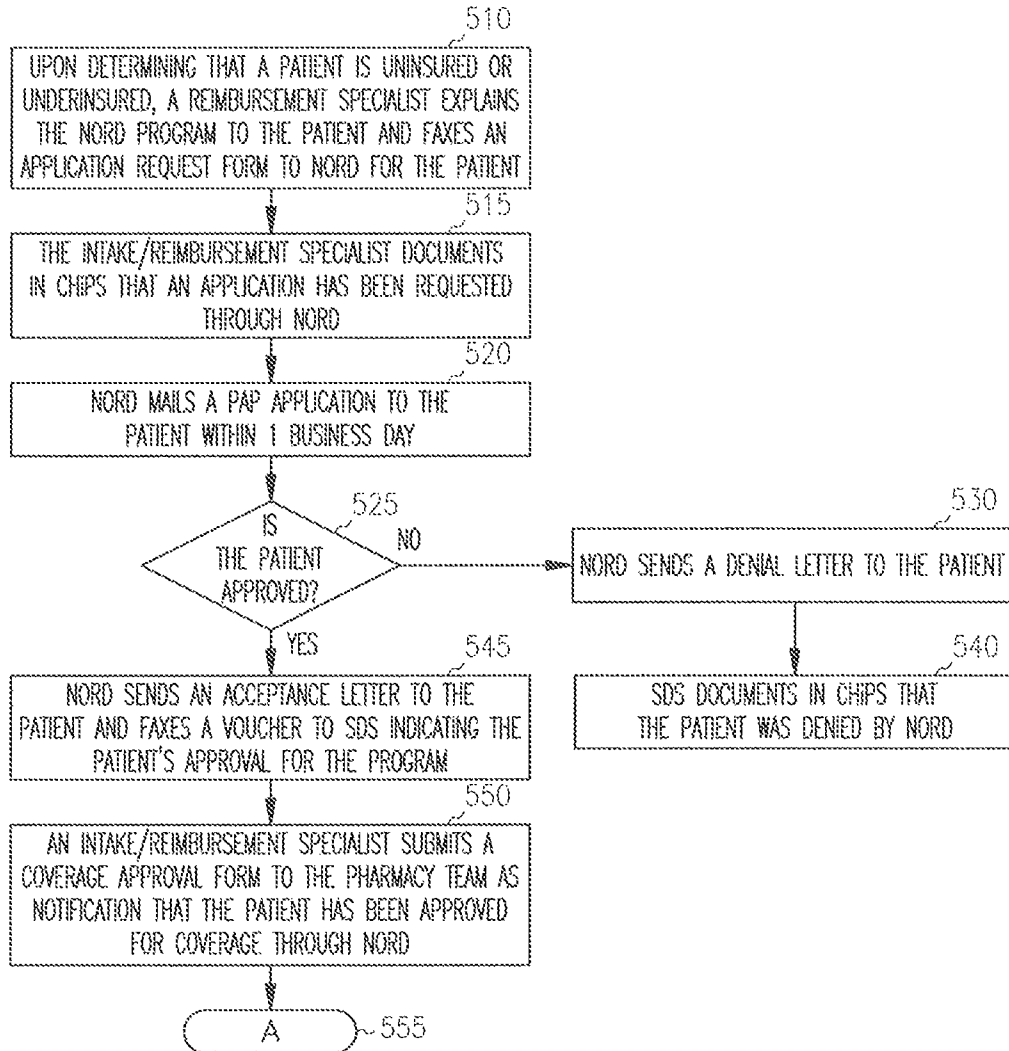 510
UPON DETERMINING THAT A PATIENT IS UNINSURED OR
UNDERINSURED, A REIMBURSEMENT SPECIALIST EXPLAINS
THE NORD PROGRAM TO THE PATIENT AND FAXES AN
APPLICATION REQUEST FORM TO NORD FOR THE PATIENT
515
THE INTAKE/REIMBURSEMENT SPECIALIST DOCUMENTS
IN CHIPS THAT AN APPLICATION HAS BEEN REQUESTED
THROUGH NORD
520
NORD MAILS A PAP APPLICATION TO THE
PATIENT WITHIN 1 BUSINESS DAY
525
IS
THE PATIENT
APPROVED?
NO
530
NORD SENDS A DENIAL LETTER TO THE PATIENT
540
SDS DOCUMENTS IN CHIPS THAT
THE PATIENT WAS DENIED BY NORD
YES
545
NORD SENDS AN ACCEPTANCE LETTER TO THE
PATIENT AND FAXES A VOUCHER TO SDS INDICATING THE
PATIENT'S APPROVAL FOR THE PROGRAM
550
AN INTAKE/REIMBURSEMENT SPECIALIST SUBMITS A
COVERAGE APPROVAL FORM TO THE PHARMACY TEAM AS
NOTIFICATION THAT THE PATIENT HAS BEEN APPROVED
FOR COVERAGE THROUGH NORD
A
555